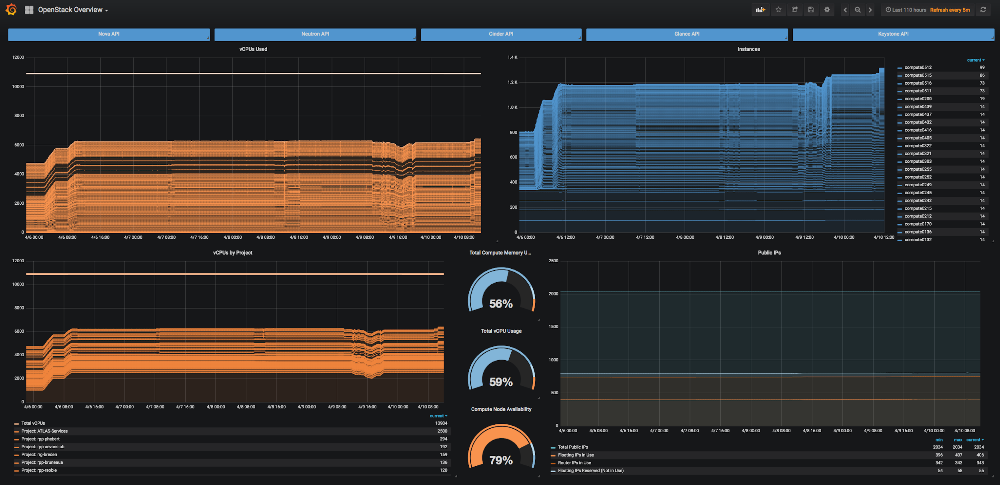 OpenStack Overview
Last 110 hours Refresh every 5m
Nova API
Neutron API
Cinder API
Glance API
Keystone API
vCPUs Used
12000
10000
8000
6000
4000
2000
0
4/6 00:00 4/6 08:00 4/6 16:00 4/7 00:00 4/7 08:00 4/7 16:00 4/8 00:00 4/8 08:00 4/8 16:00 4/9 00:00 4/9 08:00 4/9 16:00 4/10 00:00 4/10 08:00
Instances
1.4 K
1.2 K
1.0 K
800
600
400
200
0
4/6 00:00 4/6 12:00 4/7 00:00 4/7 12:00 4/8 00:00 4/8 12:00 4/9 00:00 4/9 12:00 4/10 00:00 4/10 12:00
current
compute0512 99
compute0515 86
compute0516 73
compute0511 73
compute0200 19
compute0439 14
compute0437 14
compute0432 14
compute0416 14
compute0405 14
compute0322 14
compute0321 14
compute0303 14
compute0255 14
compute0252 14
compute0249 14
compute0245 14
compute0242 14
compute0215 14
compute0212 14
compute0170 14
compute0136 14
compute0132 14
vCPUs by Project
12000
10000
8000
6000
4000
2000
0
4/6 00:00 4/6 08:00 4/6 16:00 4/7 00:00 4/7 08:00 4/7 16:00 4/8 00:00 4/8 08:00 4/8 16:00 4/9 00:00 4/9 08:00 4/9 16:00 4/10 00:00 4/10 08:00
current
Total vCPUs 10904
Project: ATLAS-Services 2500
Project: rpp-phebert 294
Project: rpp-aevans-ab 192
Project: rrg-breden 159
Project: rpp-bruneaua 136
Project: rpp-rsobie 120
Total Compute Memory U...
56%
Total vCPU Usage
59%
Compute Node Availability
79%
Public IPs
2500
2000
1500
1000
500
0
4/6 00:00 4/6 08:00 4/6 16:00 4/7 00:00 4/7 08:00 4/7 16:00 4/8 00:00 4/8 08:00 4/8 16:00 4/9 00:00 4/9 08:00 4/9 16:00 4/10 00:00 4/10 08:00
min max current
Total Public IPs 2034 2034 2034
Floating IPs in Use 396 407 406
Router IPs in Use 342 343 343
Floating IPs Reserved (Not in Use) 54 58 55